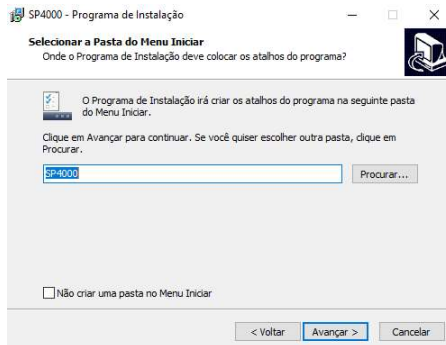 SP4000 - Programa de Instalação
Selecionar a Pasta do Menu Iniciar
Onde o Programa de Instalação deve colocar os atalhos do programa?
O Programa de Instalação irá criar os atalhos do programa na seguinte pasta
do Menu Iniciar.
Clique em Avançar para continuar. Se você quiser escolher outra pasta, clique em
Procurar.
SP4000
Procurar...
Não criar uma pasta no Menu Iniciar
< Voltar
Avançar >
Cancelar